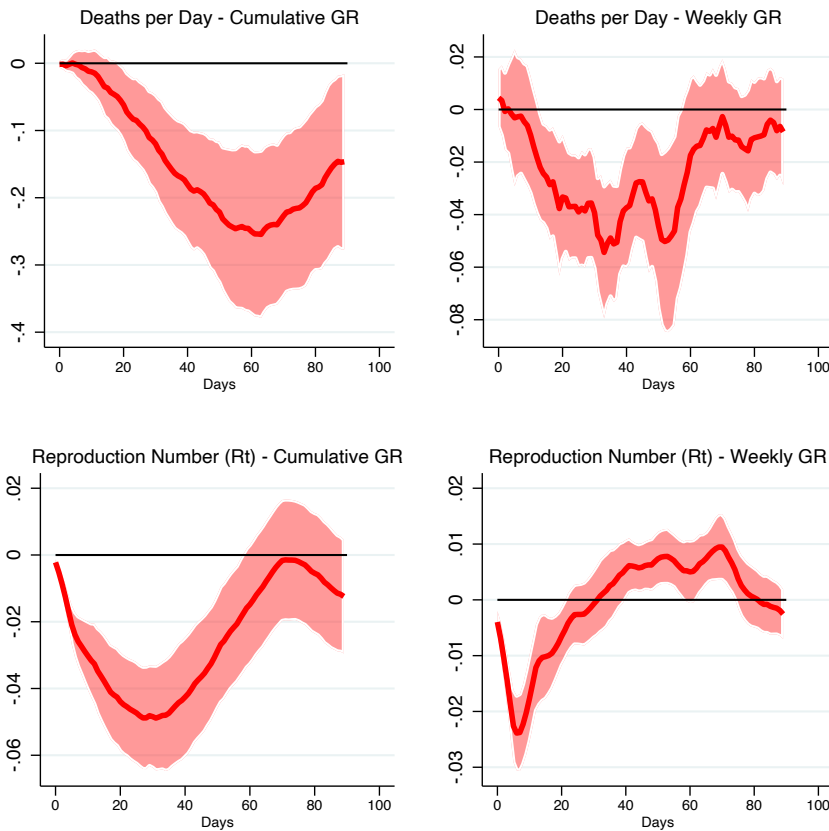 Deaths per Day - Cumulative GR
0
-.1
-.2
-.3
-.4
0 20 40 60 80 100
Days
Deaths per Day - Weekly GR
.02
0
-.02
-.04
-.06
-.08
0 20 40 60 80 100
Days
Reproduction Number (Rt) - Cumulative GR
.02
0
-.02
-.04
-.06
0 20 40 60 80 100
Days
Reproduction Number (Rt) - Weekly GR
.02
.01
0
-.01
-.02
-.03
0 20 40 60 80 100
Days